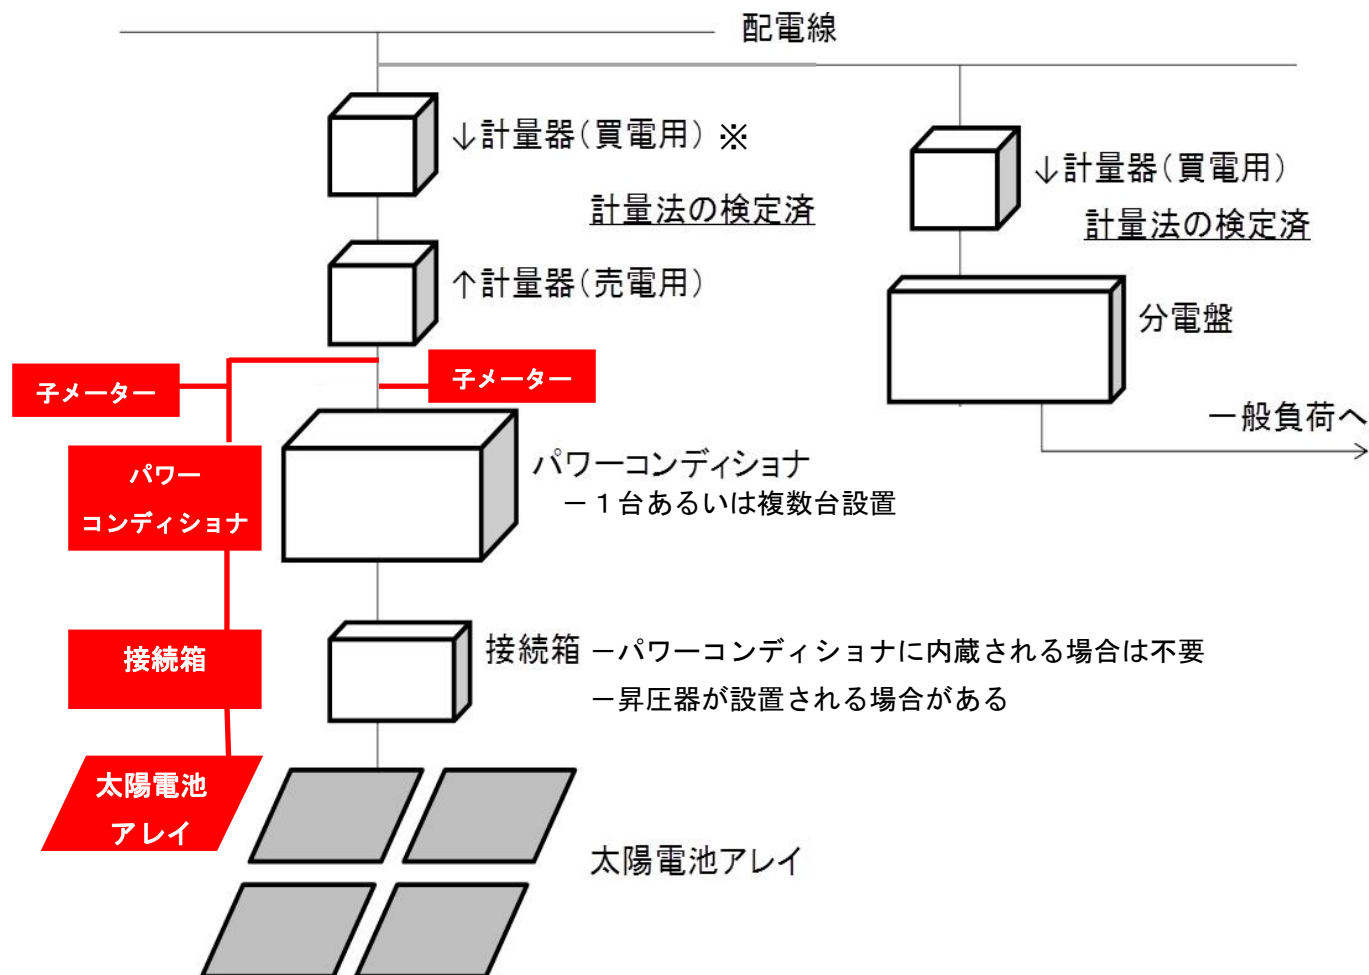 配電線
↓計量器(買電用) ※
計量法の検定済
↓計量器(買電用)
計量法の検定済
↑計量器(売電用)
分電盤
子メーター
子メーター
一般負荷へ
パワー
コンディショナ
パワーコンディショナ
－１台あるいは複数台設置
接続箱
接続箱 －パワーコンディショナに内蔵される場合は不要
－昇圧器が設置される場合がある
太陽電池
アレイ
太陽電池アレイ